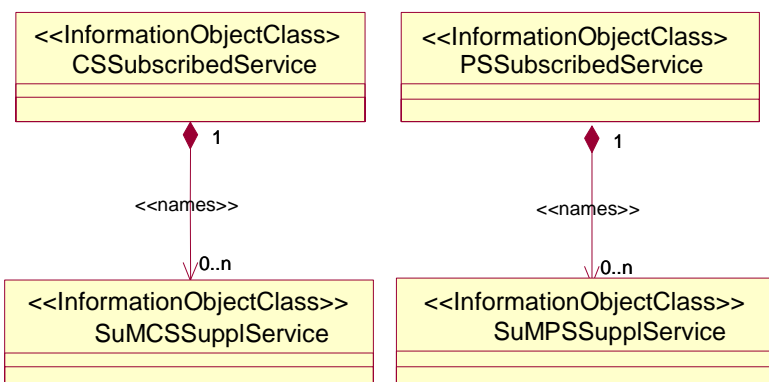 <<InformationObjectClass>
CSSubscribedService
1
<<names>>
0..n
<<InformationObjectClass>>
SuMCSSupplService
<<InformationObjectClass>
PSSubscribedService
1
<<names>>
0..n
<<InformationObjectClass>>
SuMPSSupplService